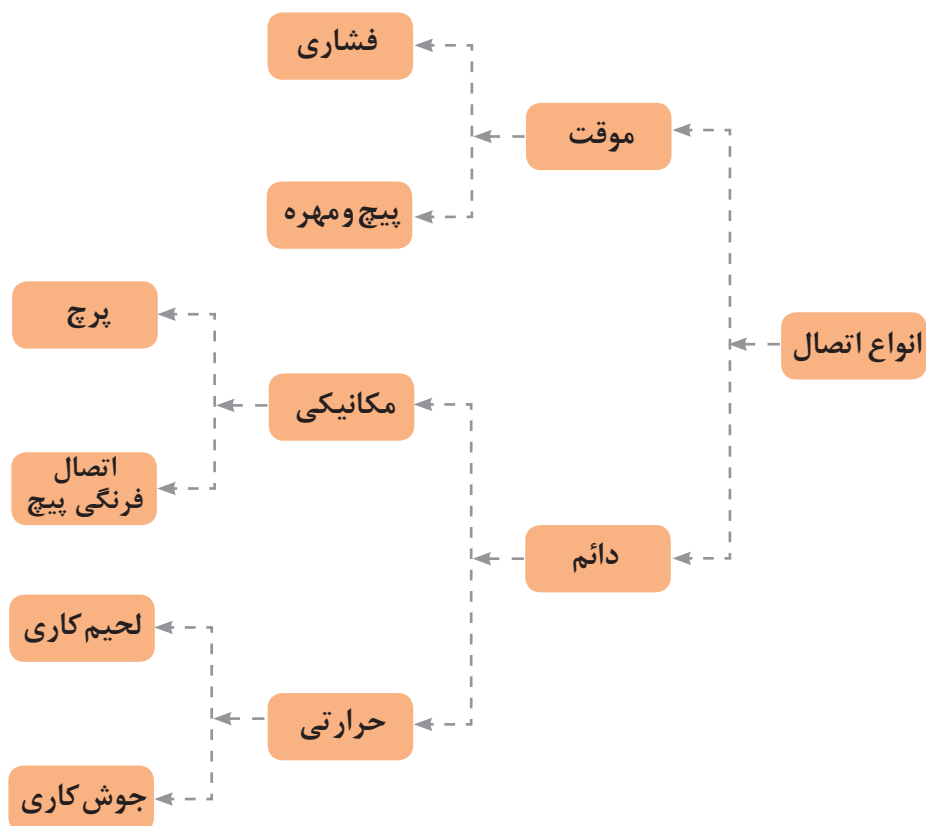 انواع اتصال
موقت
فشاری
پیچ و مهره
دائم
مکانیکی
پرچ
اتصال
فرنگی پیچ
حرارتی
لحیم کاری
جوش کاری